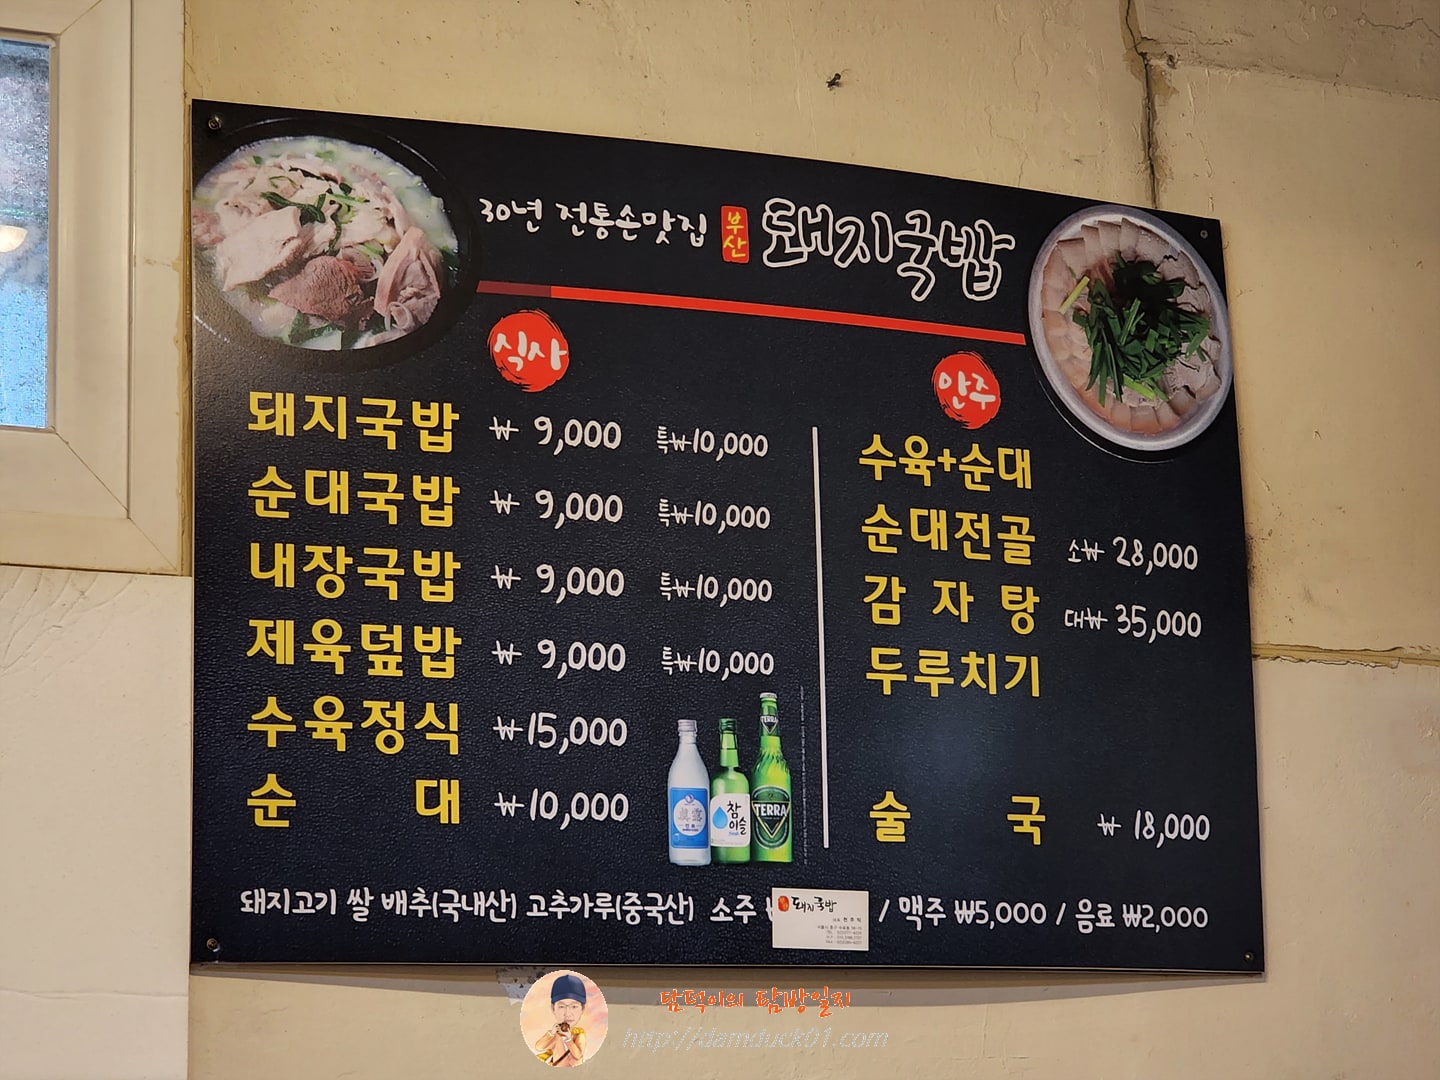 30년 전통손맛집 부산 돼지국밥
식사
돼지국밥 ₩ 9,000 특₩10,000
순대국밥 ₩ 9,000 특₩10,000
내장국밥 ₩ 9,000 특₩10,000
제육덮밥 ₩ 9,000 특₩10,000
수육정식 ₩15,000
순 대 ₩10,000
안주
수육+순대
순대전골 소₩ 28,000
감 자 탕 대₩ 35,000
두루치기
술 국 ₩ 18,000
참이슬
TERRA
TERRA
돼지고기 쌀 배추(국내산) 고추가루(중국산) 소주 / 맥주 ₩5,000 / 음료 ₩2,000
돼지국밥
담덕이의 탐방일지
http://damduck01.com